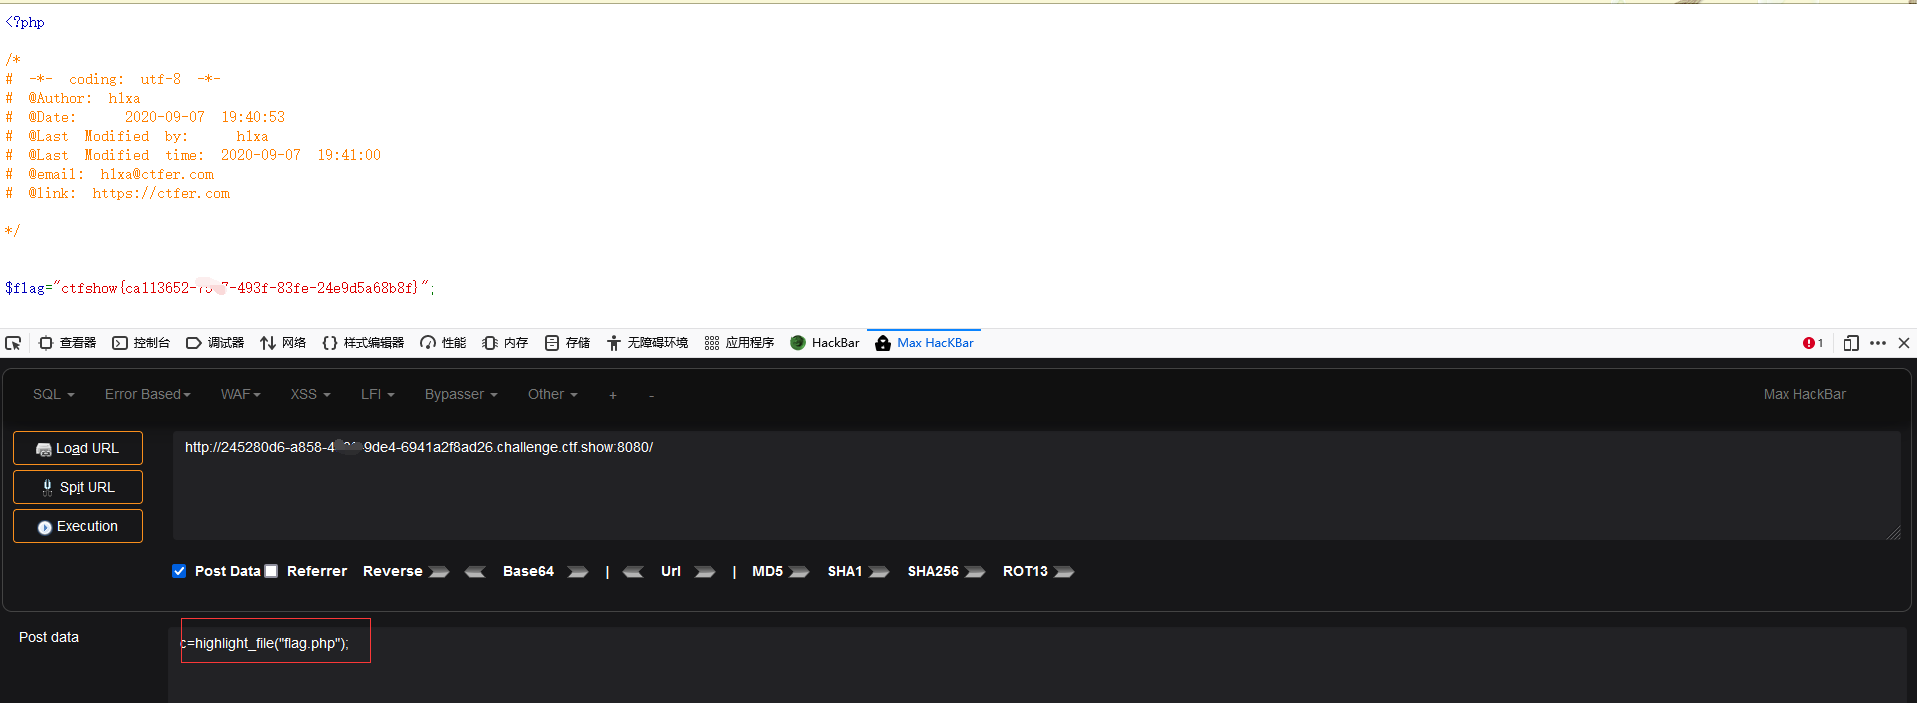 <?php
/*
# -*- coding: utf-8 -*-
# @Author: h1xa
# @Date: 2020-09-07 19:40:53
# @Last Modified by: h1xa
# @Last Modified time: 2020-09-07 19:41:00
# @email: h1xa@ctfer.com
# @link: https://ctfer.com
*/
$flag="ctfshow{ca113652- 7-493f-83fe-24e9d5a68b8f}";
查看器 控制台 调试器 网络 样式编辑器 性能 内存 存储 无障碍环境 应用程序 HackBar Max HacKBar 1
SQL Error Based WAF XSS LFI Bypasser Other + - Max HackBar
Load URL http://245280d6-a858-4 -9de4-6941a2f8ad26.challenge.ctf.show:8080/
Spit URL
Execution
Post Data Referrer Reverse Base64 | Url | MD5 SHA1 SHA256 ROT13
Post data c=highlight_file("flag.php");